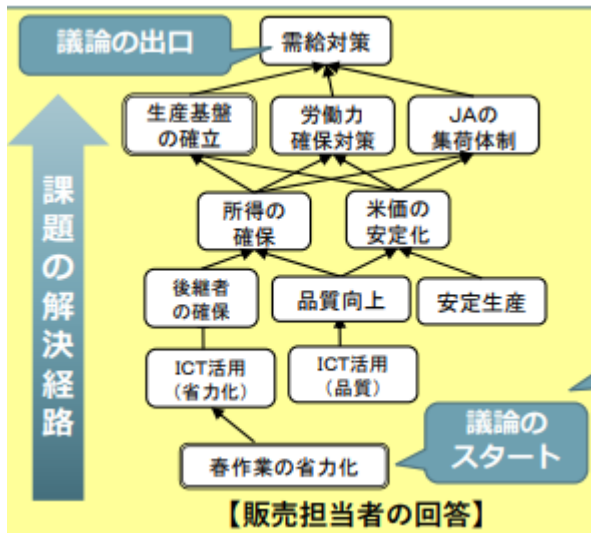 議論の出口
需給対策
生産基盤
の確立
労働力
確保対策
JAの
集荷体制
課題の解決経路
所得の
確保
米価の
安定化
後継者
の確保
品質向上
安定生産
ICT活用
(省力化)
ICT活用
(品質)
議論の
スタート
春作業の省力化
【販売担当者の回答】